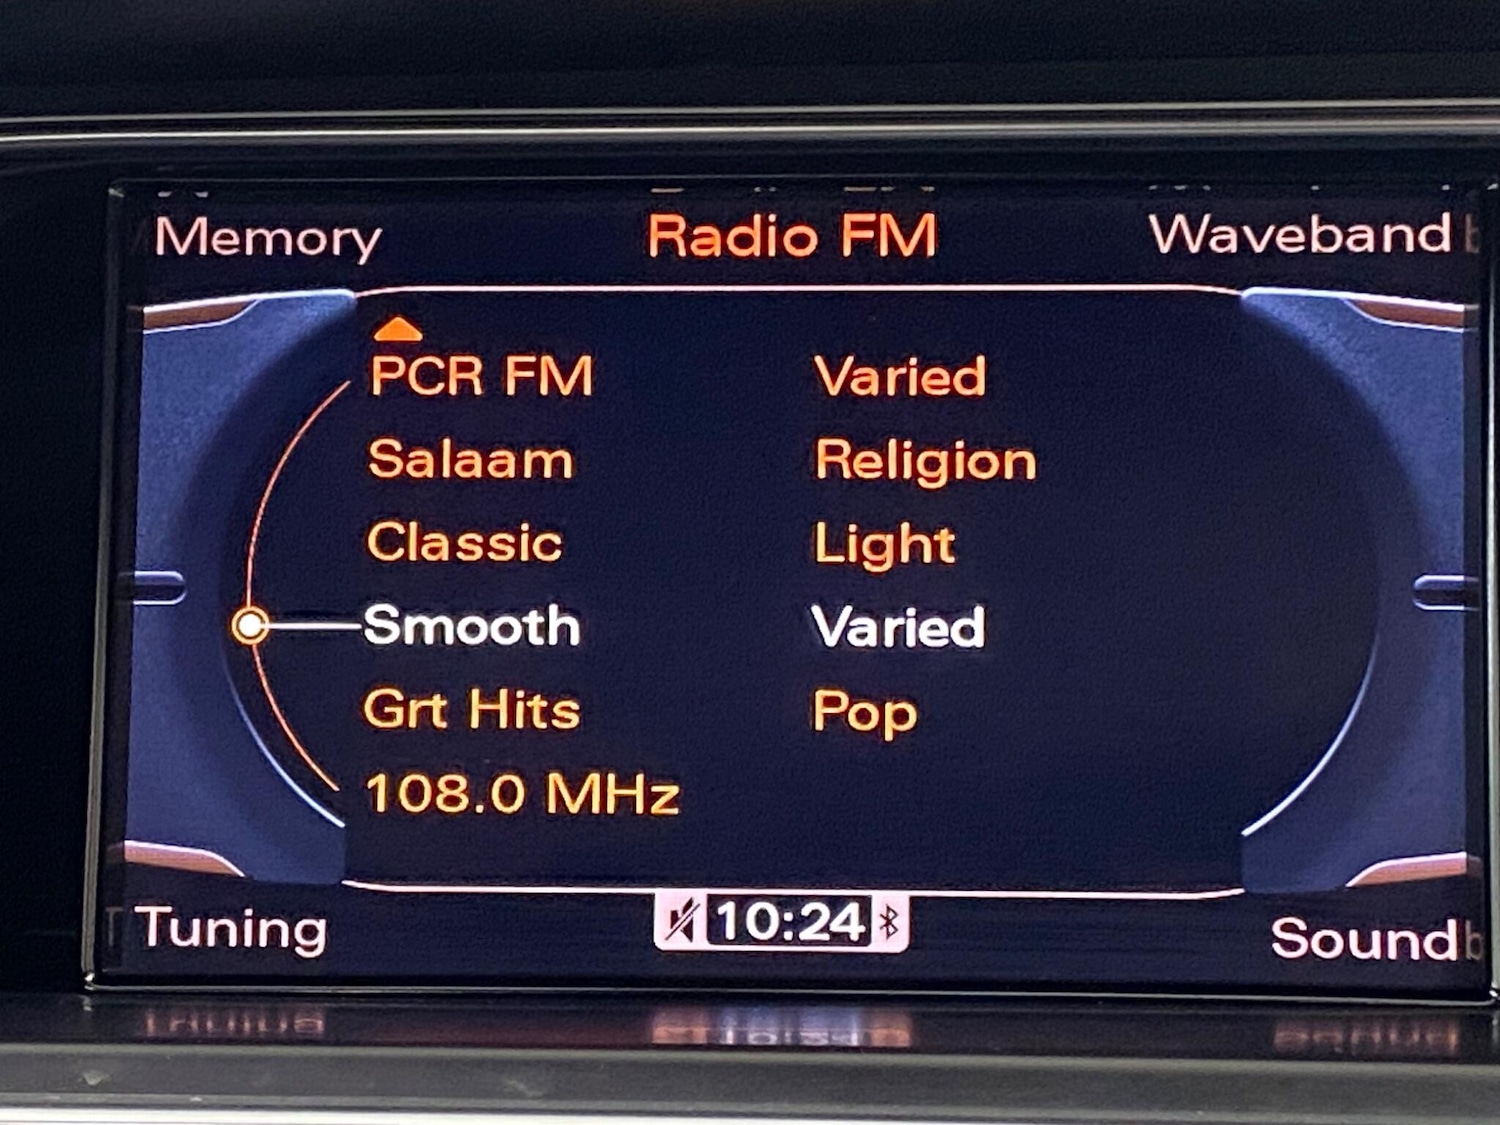 Memory Radio FM Waveband
PCR FM Varied
Salaam Religion
Classic Light
Smooth Varied
Grt Hits Pop
108.0 MHz
Tuning 10:24 Sound